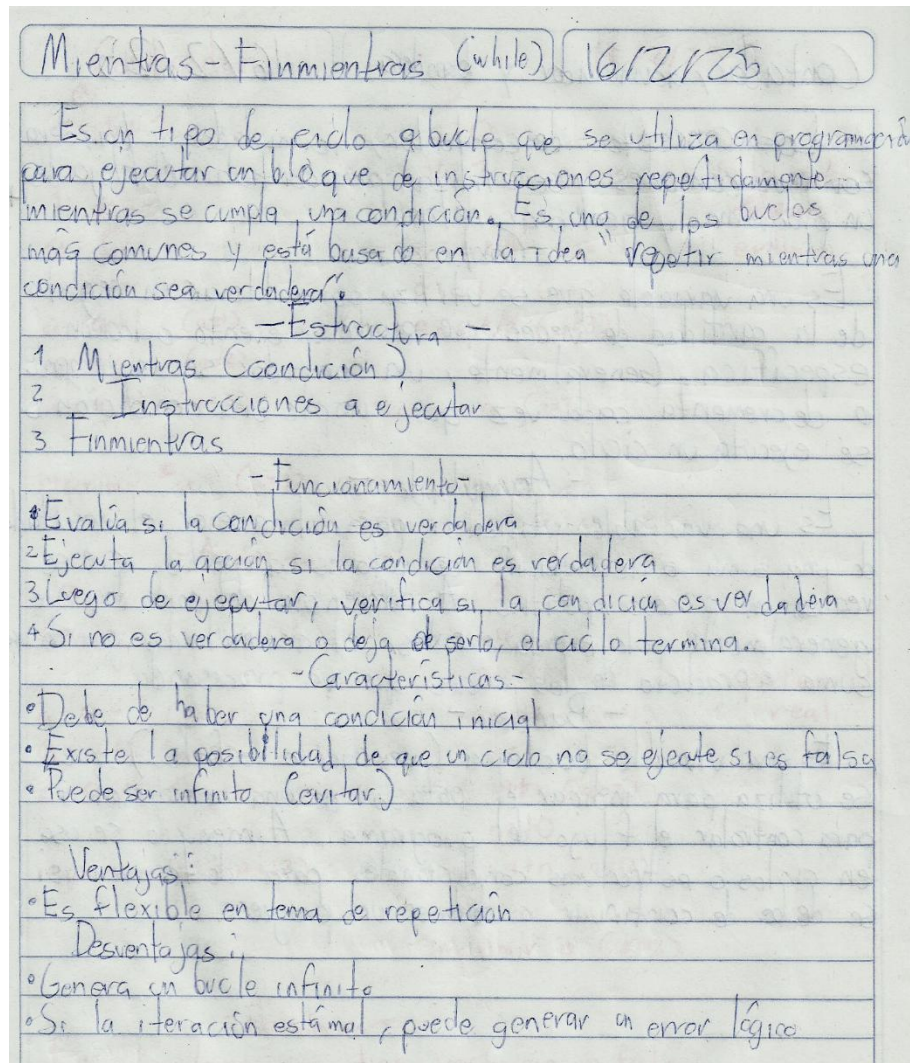 Mientras - Finmientras (while) 16/2/25
Es un tipo de ciclo o bucle que se utiliza en programación
para ejecutar un bloque de instrucciones repetidamente
mientras se cumpla una condición. Es uno de los bucles
más comunes y está basado en la idea "repetir mientras una
condición sea verdadera".
- Estructura -
1 Mientras (condición)
2 Instrucciones a ejecutar
3 Finmientras
- Funcionamiento -
1 Evalúa si la condición es verdadera
2 Ejecuta la acción si la condición es verdadera
3 Luego de ejecutar, verifica si la condición es verdadera
4 Si no es verdadera o deja de serlo, el ciclo termina.
- Características -
• Debe de haber una condición inicial
• Existe la posibilidad de que un ciclo no se ejecute si es falsa
• Puede ser infinito (evitar)
Ventajas:
• Es flexible en tema de repetición
Desventajas:
• Genera un bucle infinito
• Si la iteración está mal, puede generar un error lógico